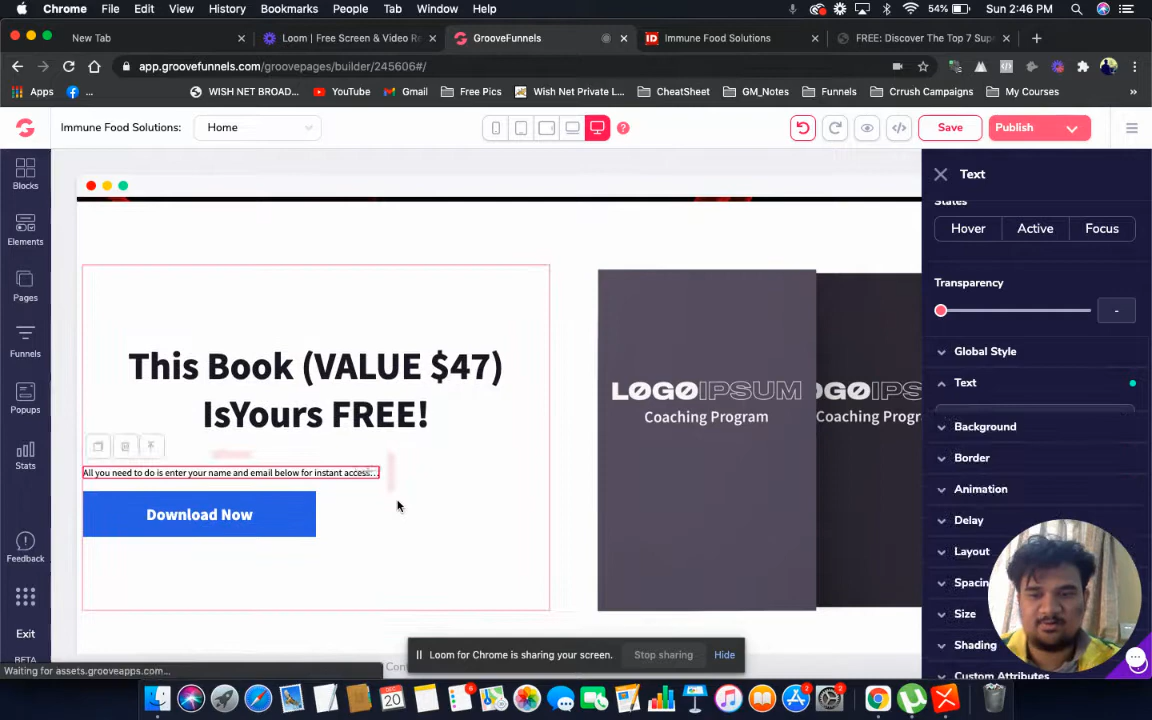 Chrome File Edit View History Bookmarks People Tab Window Help
54% Sun 2:46 PM
New Tab
Loom | Free Screen & Video Re
GrooveFunnels
Immune Food Solutions
FREE: Discover The Top 7 Sup
app.groovefunnels.com/groovepages/builder/245606#/
Apps
WISH NET BROAD...
YouTube
Gmail
Free Pics
Wish Net Private L...
CheatSheet
GM_Notes
Funnels
Crrush Campaigns
My Courses
»
Immune Food Solutions:
Home
Save
Publish
Blocks
Elements
Pages
Funnels
Popups
Stats
Feedback
Exit
BETA
This Book (VALUE $47)
IsYours FREE!
All you need to do is enter your name and email below for instant access...
Download Now
LOGOIPSUM
Coaching Program
OGOIPS
Coaching Progr
Text
States
Hover
Active
Focus
Transparency
-
Global Style
Text
Background
Border
Animation
Delay
Layout
Spacin
Size
Shading
Custom Attributes
Loom for Chrome is sharing your screen.
Stop sharing
Hide
Waiting for assets.grooveapps.com...